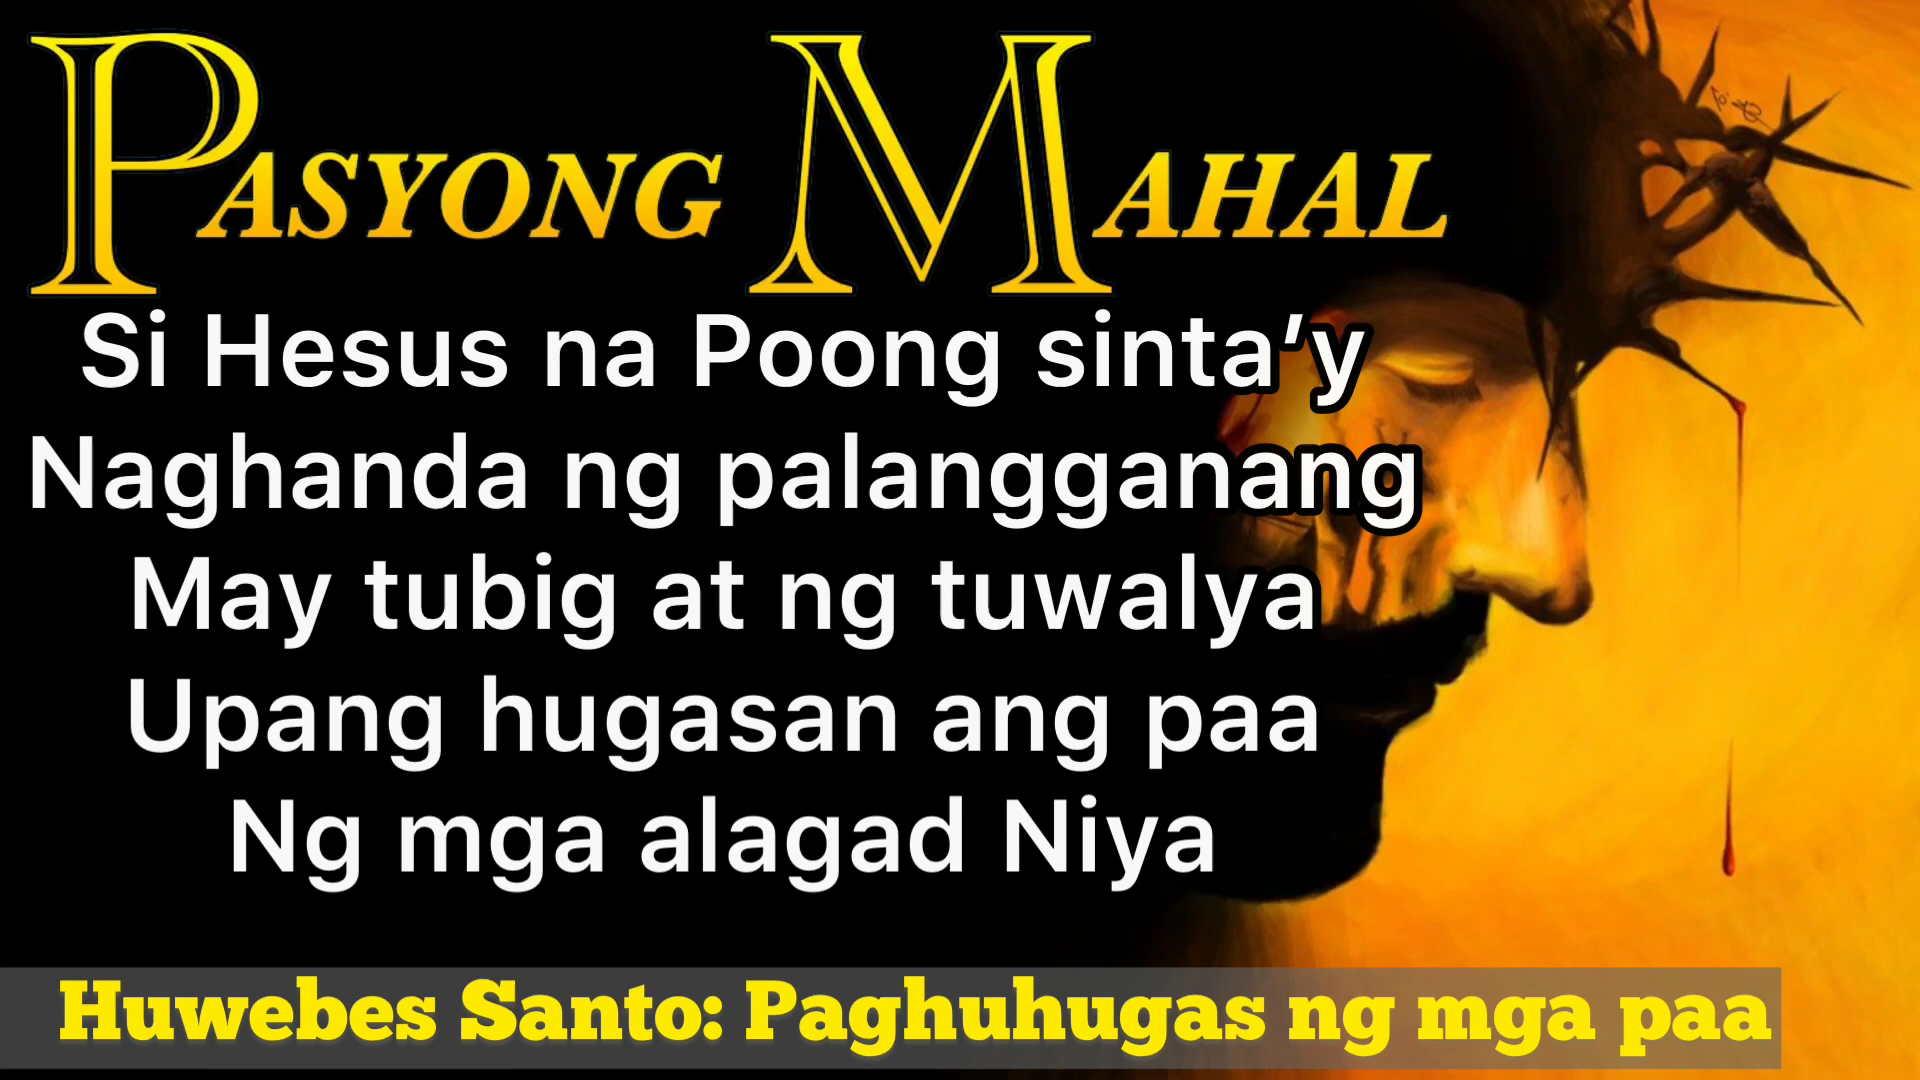 PASYONG MAHAL
Si Hesus na Poong sinta’y
Naghanda ng palangganang
May tubig at ng tuwalya
Upang hugasan ang paa
Ng mga alagad Niya
Huwebes Santo: Paghuhugas ng mga paa